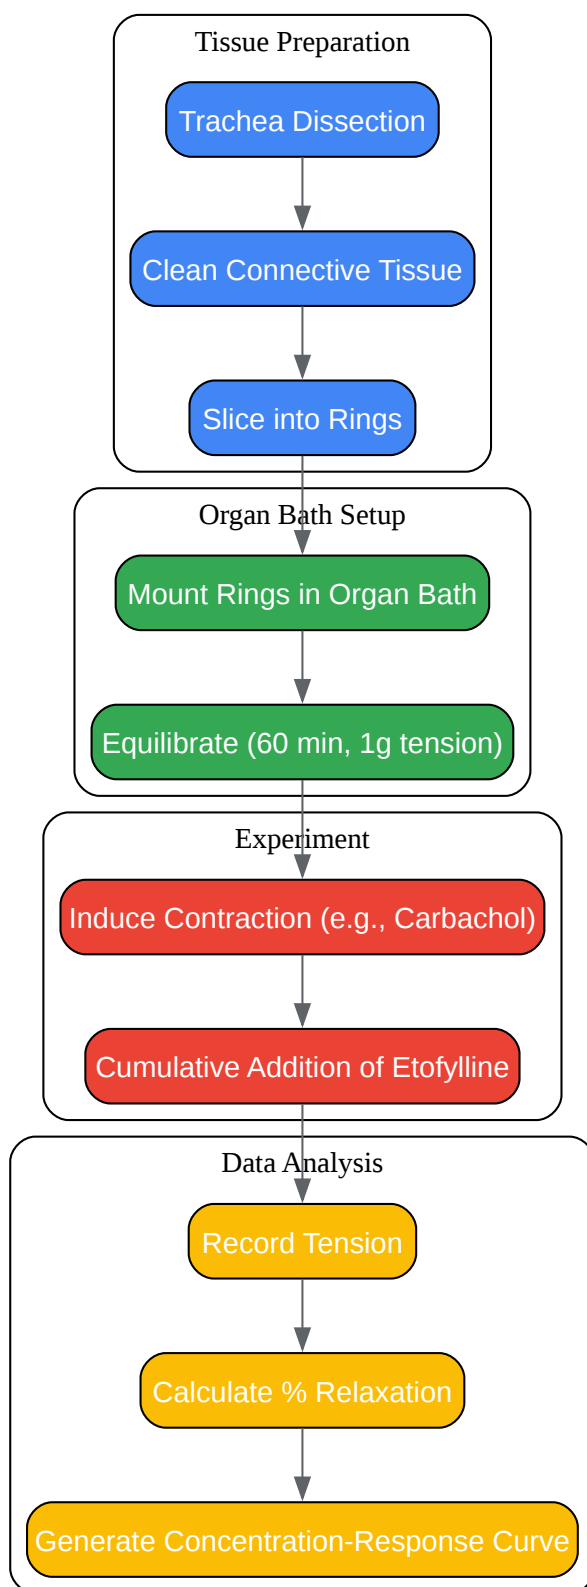 Tissue Preparation
Trachea Dissection
Clean Connective Tissue
Slice into Rings
Organ Bath Setup
Mount Rings in Organ Bath
Equilibrate (60 min, 1g tension)
Experiment
Induce Contraction (e.g., Carbachol)
Cumulative Addition of Etofylline
Data Analysis
Record Tension
Calculate % Relaxation
Generate Concentration-Response Curve